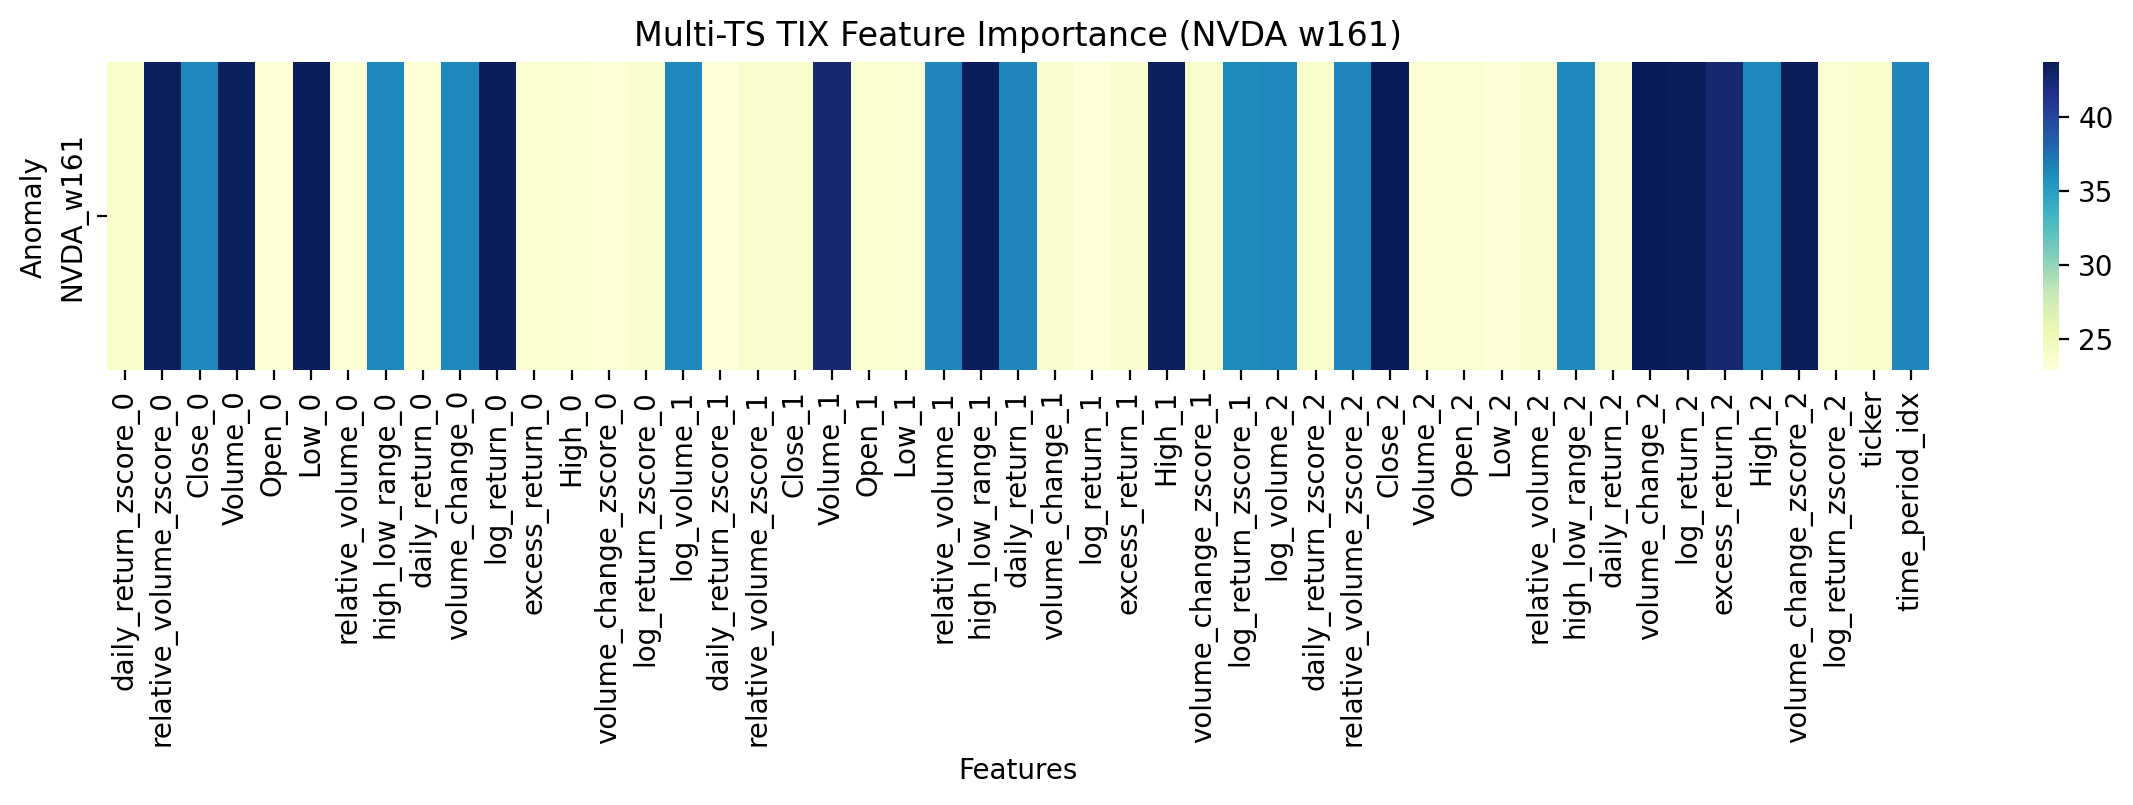 Multi-TS TIX Feature Importance (NVDA w161)
Anomaly
NVDA_w161
40
35
30
25
daily_return_zscore_0
relative_volume_zscore_0
Close_0
Volume_0
Open_0
Low_0
relative_volume_0
high_low_range_0
daily_return_0
volume_change_0
log_return_0
excess_return_0
High_0
volume_change_zscore_0
log_return_zscore_0
log_volume_1
daily_return_zscore_1
relative_volume_zscore_1
Close_1
Volume_1
Open_1
Low_1
relative_volume_1
high_low_range_1
daily_return_1
volume_change_1
log_return_1
excess_return_1
High_1
volume_change_zscore_1
log_return_zscore_1
log_volume_2
daily_return_zscore_2
relative_volume_zscore_2
Close_2
Volume_2
Open_2
Low_2
relative_volume_2
high_low_range_2
daily_return_2
volume_change_2
log_return_2
excess_return_2
High_2
volume_change_zscore_2
log_return_zscore_2
ticker
time_period_idx
Features